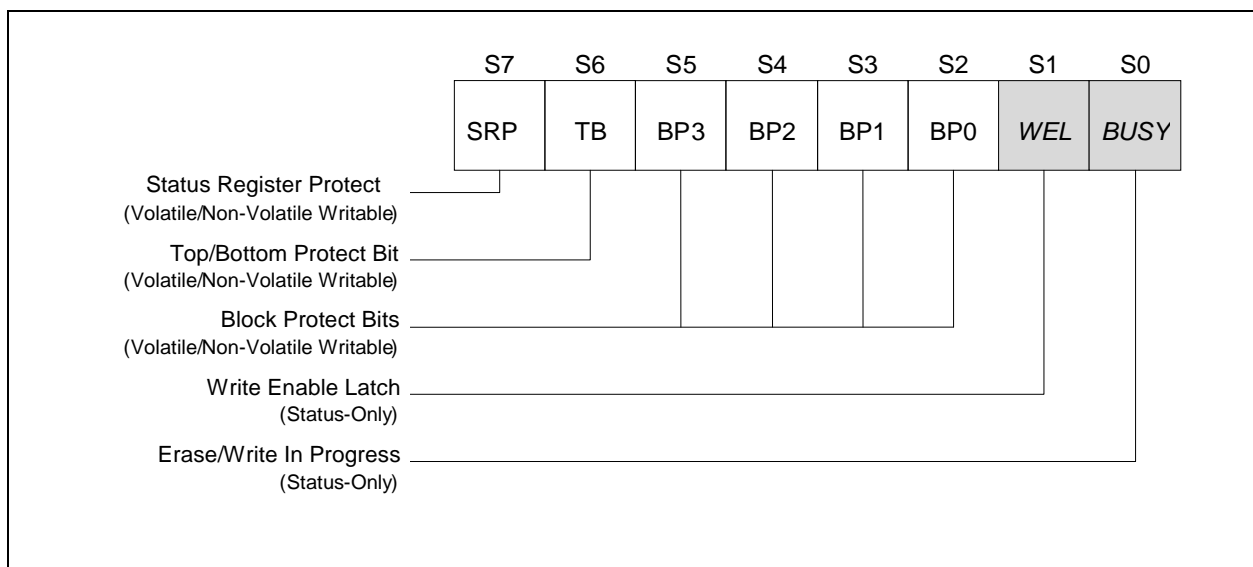 S7 S6 S5 S4 S3 S2 S1 S0
SRP TB BP3 BP2 BP1 BP0 WEL BUSY
Status Register Protect
(Volatile/Non-Volatile Writable)
Top/Bottom Protect Bit
(Volatile/Non-Volatile Writable)
Block Protect Bits
(Volatile/Non-Volatile Writable)
Write Enable Latch
(Status-Only)
Erase/Write In Progress
(Status-Only)